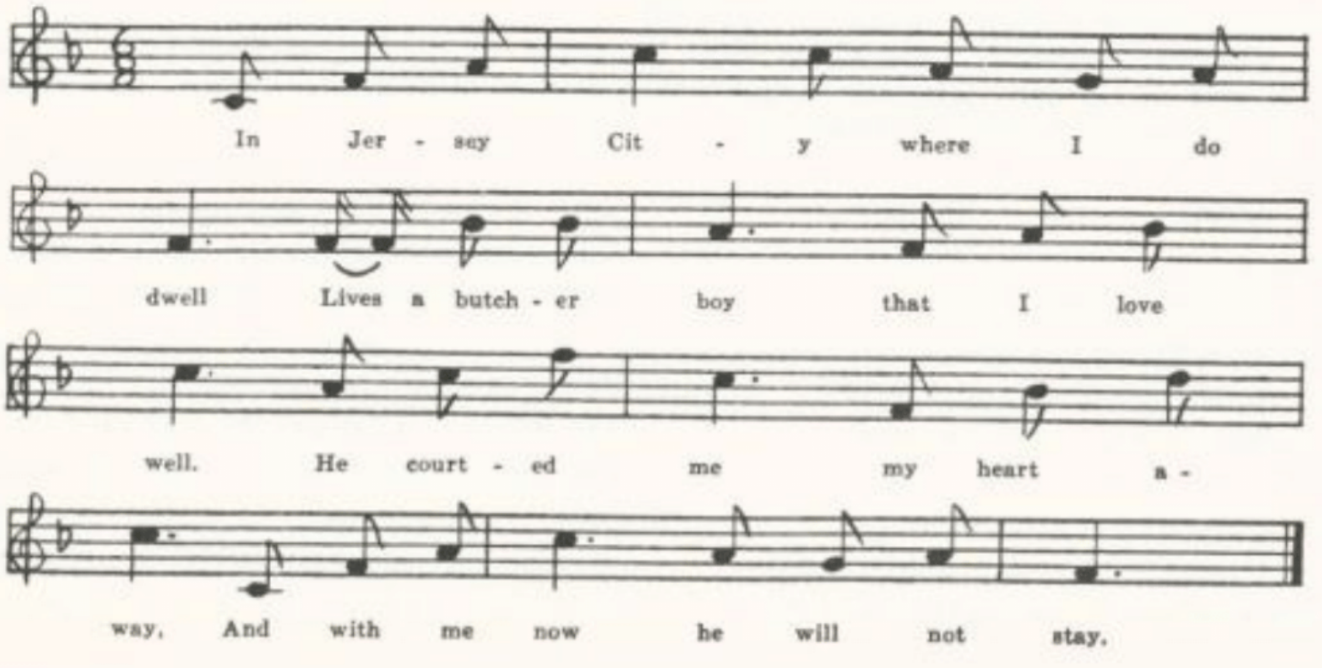 In Jer - sey Cit - y where I do
dwell Lives a butch - er boy that I love
well. He court - ed me my heart a -
way, And with me now he will not stay.